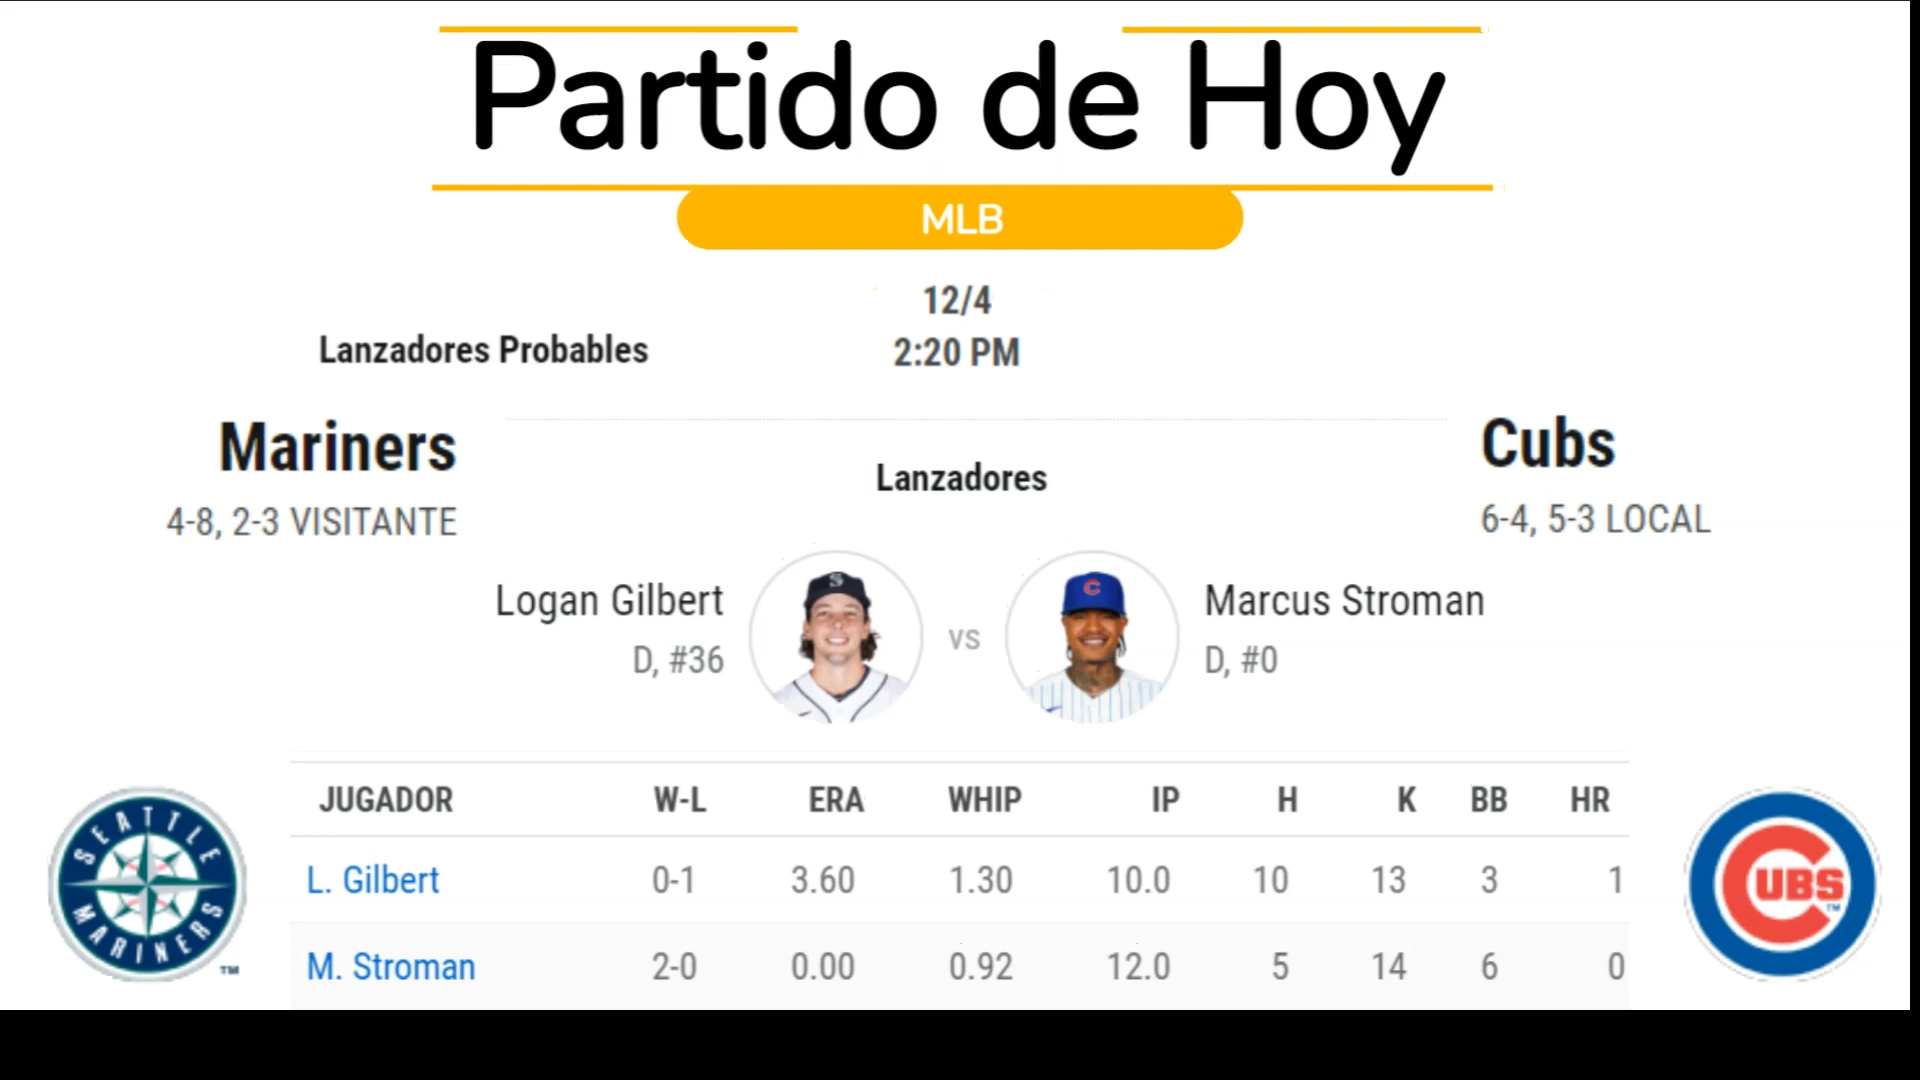 Partido de Hoy
MLB
12/4
Lanzadores Probables
2:20 PM
Mariners
Cubs
4-8, 2-3 VISITANTE
6-4, 5-3 LOCAL
Lanzadores
Logan Gilbert
D, #36
vs
Marcus Stroman
D, #0
JUGADOR W-L ERA WHIP IP H K BB HR
L. Gilbert 0-1 3.60 1.30 10.0 10 13 3 1
M. Stroman 2-0 0.00 0.92 12.0 5 14 6 0
SEATTLE
MARINERS
TM
CUBS
TM